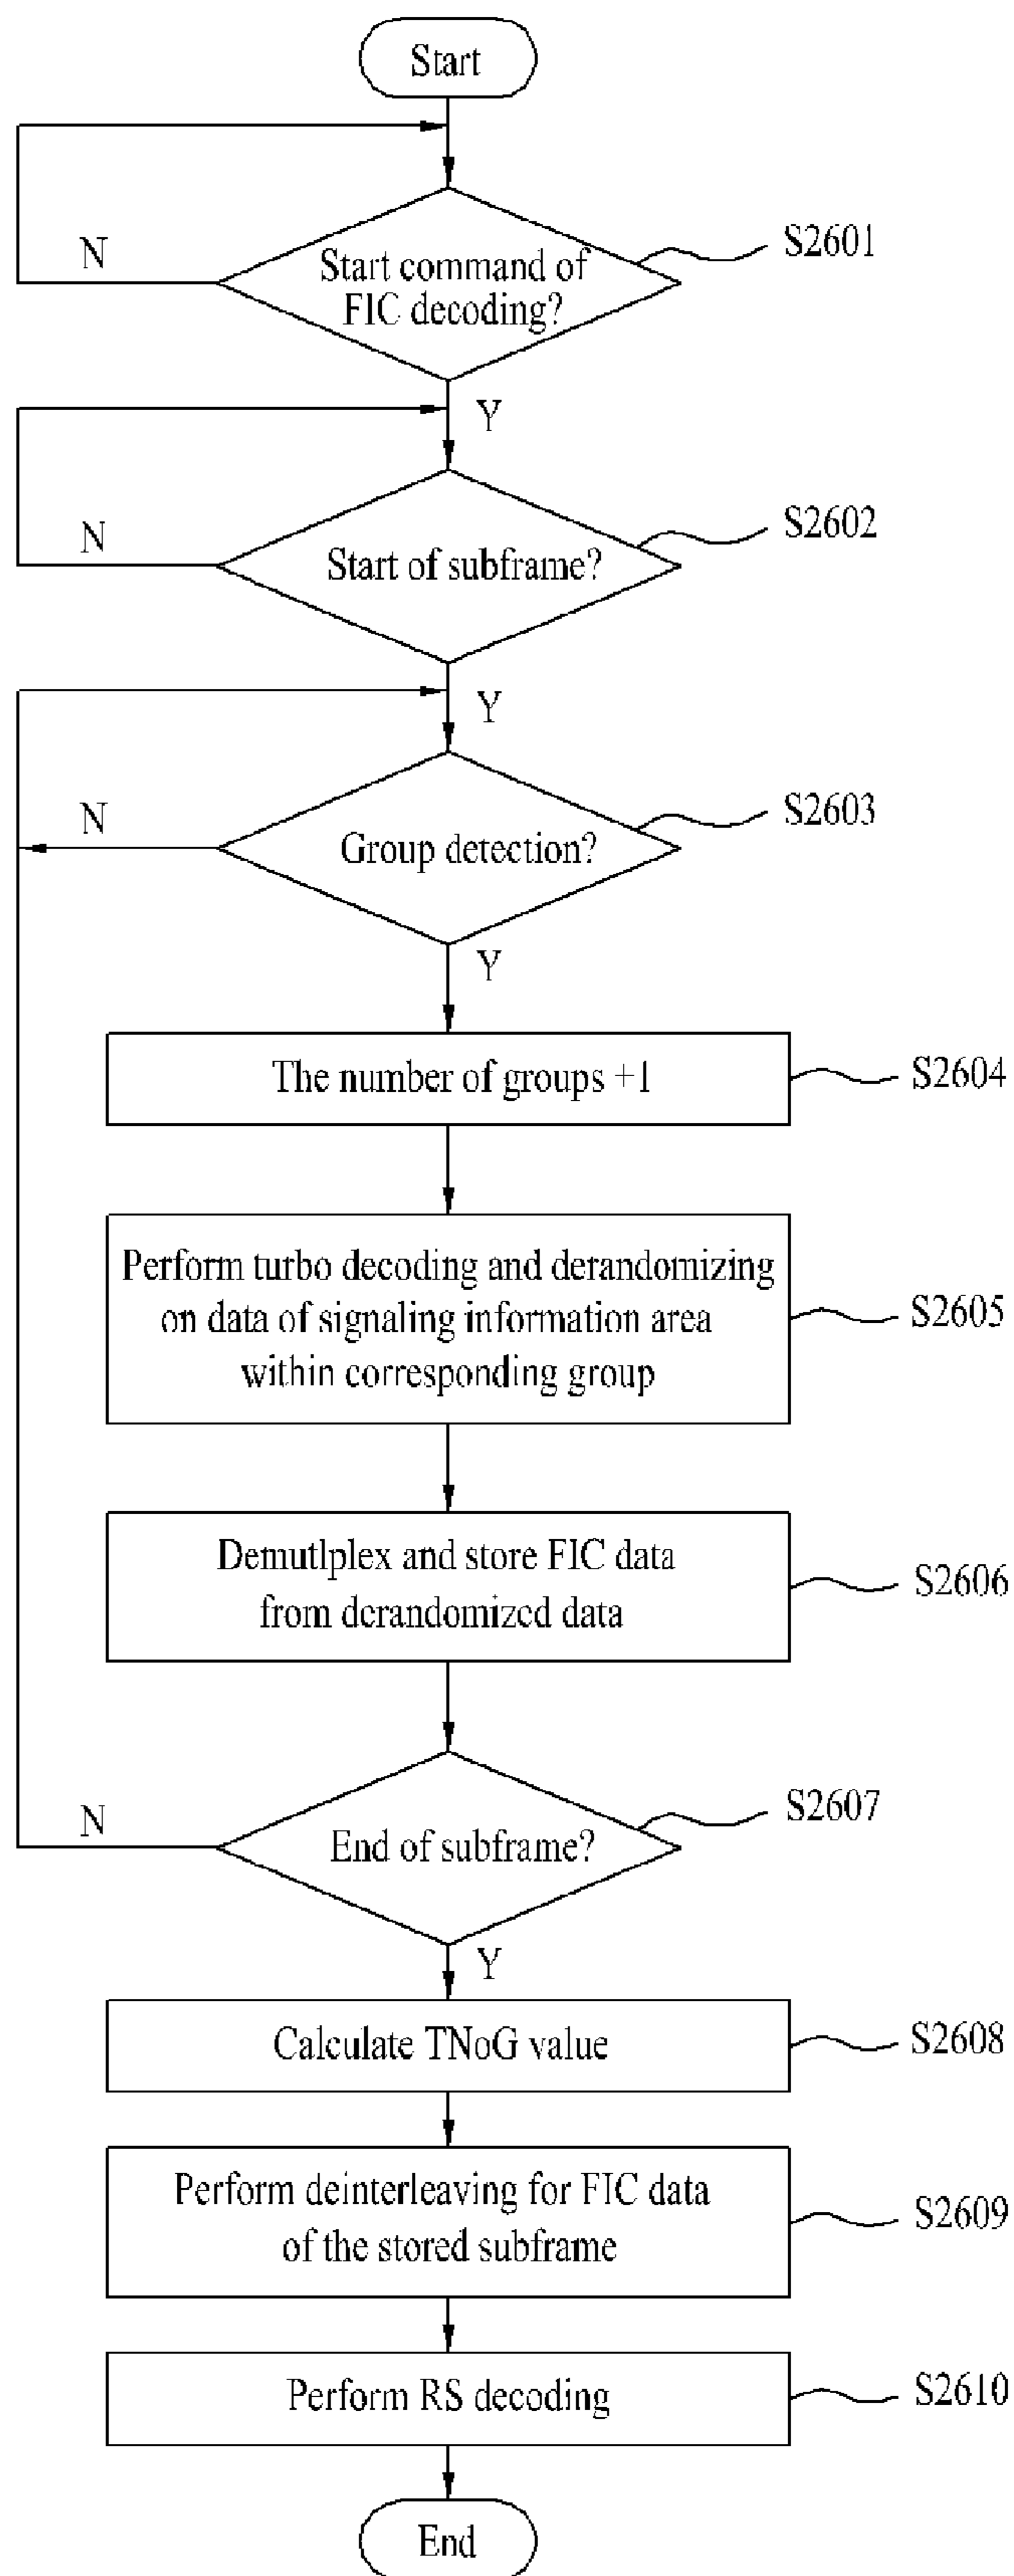 Start
N
Start command of
FIC decoding?
S2601
Y
N
Start of subframe?
S2602
Y
N
Group detection?
S2603
Y
The number of groups +1
S2604
Perform turbo decoding and derandomizing
on data of signaling information area
within corresponding group
S2605
Demutlplex and store FIC data
from derandomized data
S2606
N
End of subframe?
S2607
Y
Calculate TNoG value
S2608
Perform deinterleaving for FIC data
of the stored subframe
S2609
Perform RS decoding
S2610
End